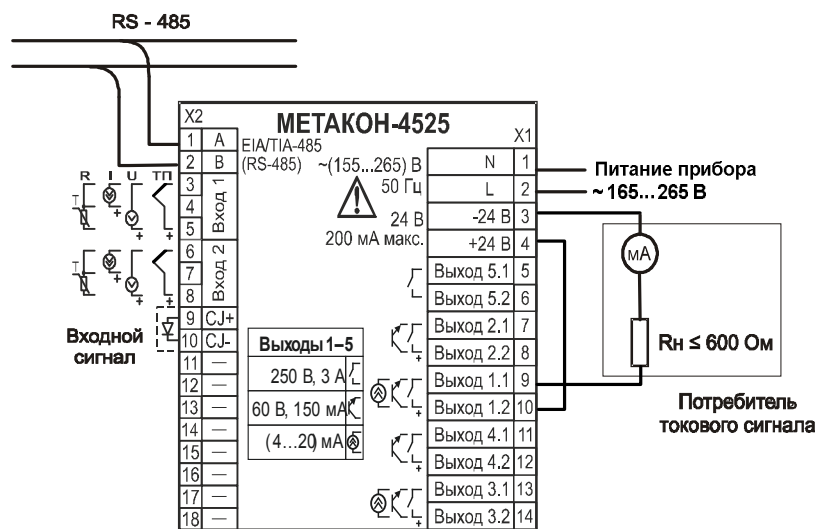 RS - 485
X2
МЕТАКОН-4525
X1
1 A EIA/TIA-485
2 B (RS-485)
~(155...265) В
50 Гц
N 1
L 2
Питание прибора
~ 165... 265 В
R I U ТП
T
3
4
5
Вход 1
24 В
200 мА макс.
-24 В 3
+24 В 4
мА
Rн ≤ 600 Ом
T
6
7
8
Вход 2
Выход 5.1 5
Выход 5.2 6
Выход 2.1 7
Выход 2.2 8
Выход 1.1 9
Выход 1.2 10
Выход 4.1 11
Выход 4.2 12
Выход 3.1 13
Выход 3.2 14
9 CJ+
10 CJ-
Входной
сигнал
11 —
12 —
13 —
14 —
15 —
16 —
17 —
18 —
Выходы 1–5
250 В, 3 А
60 В, 150 мА
(4...20) мА
Потребитель
токового сигнала